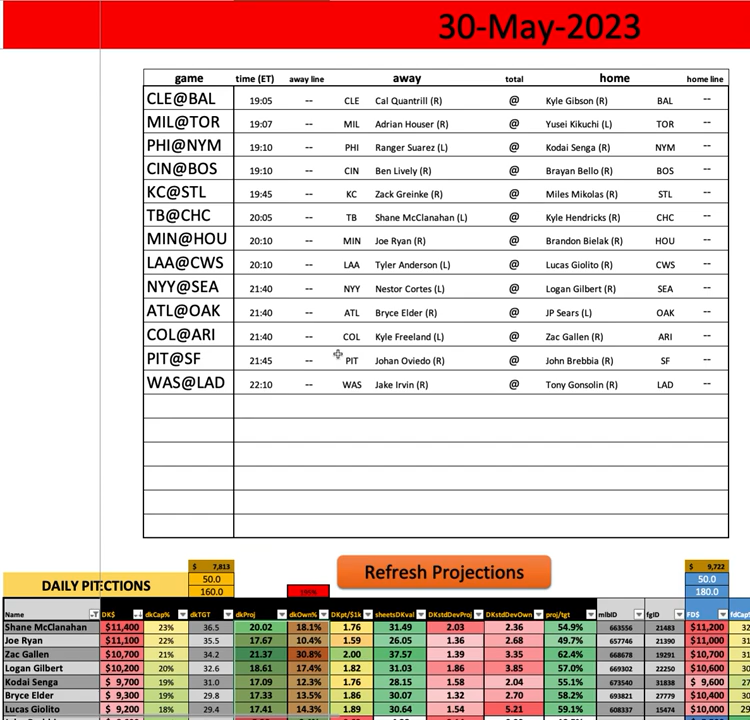 30-May-2023
game time (ET) away line away total home home line
CLE@BAL 19:05 -- CLE Cal Quantrill (R) @ Kyle Gibson (R) BAL --
MIL@TOR 19:07 -- MIL Adrian Houser (R) @ Yusei Kikuchi (L) TOR --
PHI@NYM 19:10 -- PHI Ranger Suarez (L) @ Kodai Senga (R) NYM --
CIN@BOS 19:10 -- CIN Ben Lively (R) @ Brayan Bello (R) BOS --
KC@STL 19:45 -- KC Zack Greinke (R) @ Miles Mikolas (R) STL --
TB@CHC 20:05 -- TB Shane McClanahan (L) @ Kyle Hendricks (R) CHC --
MIN@HOU 20:10 -- MIN Joe Ryan (R) @ Brandon Bielak (R) HOU --
LAA@CWS 20:10 -- LAA Tyler Anderson (L) @ Lucas Giolito (R) CWS --
NYY@SEA 21:40 -- NYY Nestor Cortes (L) @ Logan Gilbert (R) SEA --
ATL@OAK 21:40 -- ATL Bryce Elder (R) @ JP Sears (L) OAK --
COL@ARI 21:40 -- COL Kyle Freeland (L) @ Zac Gallen (R) ARI --
PIT@SF 21:45 -- PIT Johan Oviedo (R) @ John Brebbia (R) SF --
WAS@LAD 22:10 -- WAS Jake Irvin (R) @ Tony Gonsolin (R) LAD --
$ 7,813 $ 9,722
DAILY PITECTIONS 50.0 Refresh Projections 50.0
160.0 199% 180.0
Name DK$ dkCap% dkTGT dkProj dkOwn% DKpt/$1k sheetsDKval DKstdDevProj DKstdDevOwn proj/tgt mlbID fgID FD$ fdCap%
Shane McClanahan $11,400 23% 36.5 20.02 18.1% 1.76 31.49 2.03 2.36 54.9% 663556 21483 $11,200 32
Joe Ryan $11,100 22% 35.5 17.67 10.4% 1.59 26.05 1.36 2.68 49.7% 657746 21390 $11,000 31
Zac Gallen $10,700 21% 34.2 21.37 30.8% 2.00 37.57 1.39 3.35 62.4% 668678 19291 $10,700 31
Logan Gilbert $10,200 20% 32.6 18.61 17.4% 1.82 31.03 1.86 3.85 57.0% 669302 22250 $10,600 30
Kodai Senga $ 9,700 19% 31.0 17.09 12.3% 1.76 28.15 1.58 2.04 55.1% 673540 31838 $ 9,600 27
Bryce Elder $ 9,300 19% 29.8 17.33 13.5% 1.86 30.07 1.32 2.70 58.2% 693821 27779 $10,400 30
Lucas Giolito $ 9,200 18% 29.4 17.41 14.3% 1.89 30.64 1.54 5.21 59.1% 608337 15474 $10,000 29